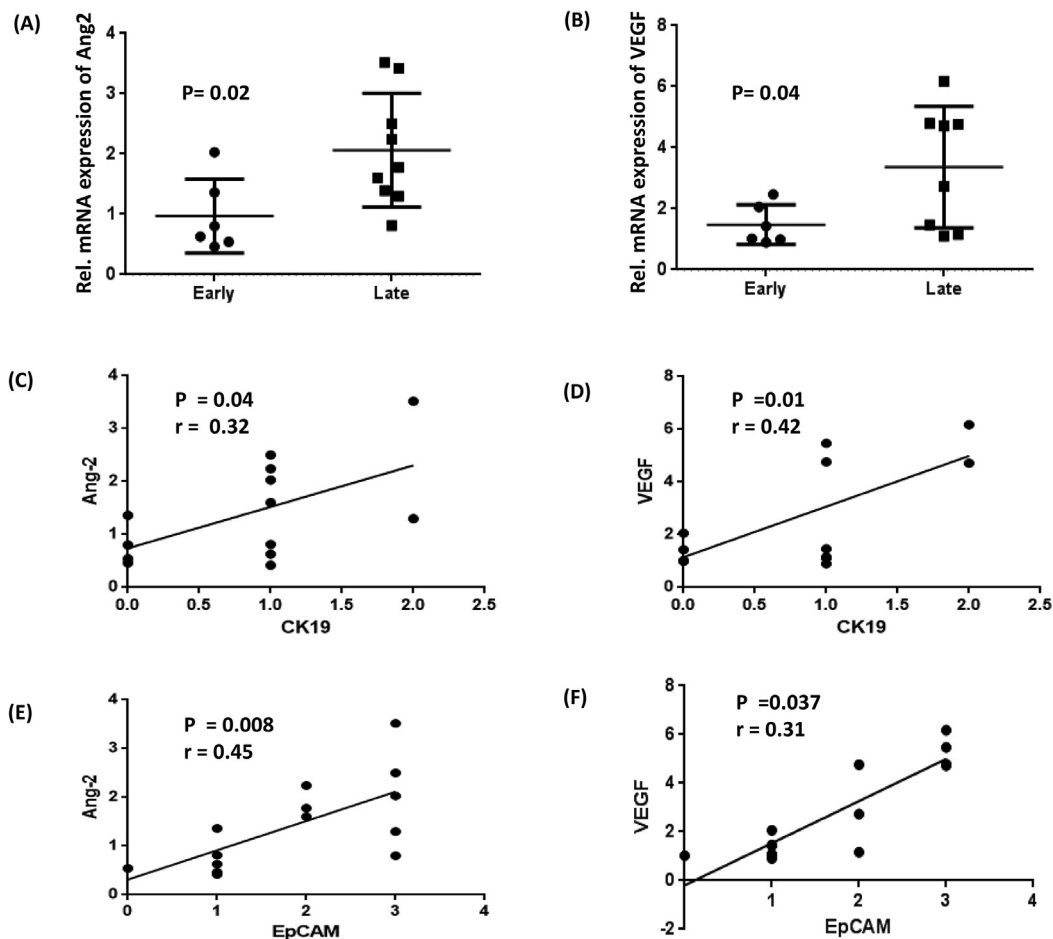 (A)
Rel. mRNA expression of Ang2
4
3
2
1
0
P= 0.02
Early
Late
(B)
Rel. mRNA expression of VEGF
8
6
4
2
0
P= 0.04
Early
Late
(C)
Ang-2
4
3
2
1
0
P = 0.04
r = 0.32
0.0 0.5 1.0 1.5 2.0 2.5
CK19
(D)
VEGF
8
6
4
2
0
P =0.01
r = 0.42
0.0 0.5 1.0 1.5 2.0 2.5
CK19
(E)
Ang-2
4
3
2
1
0
P = 0.008
r = 0.45
0 1 2 3 4
EpCAM
(F)
VEGF
8
6
4
2
0
-2
P =0.037
r = 0.31
1 2 3 4
EpCAM